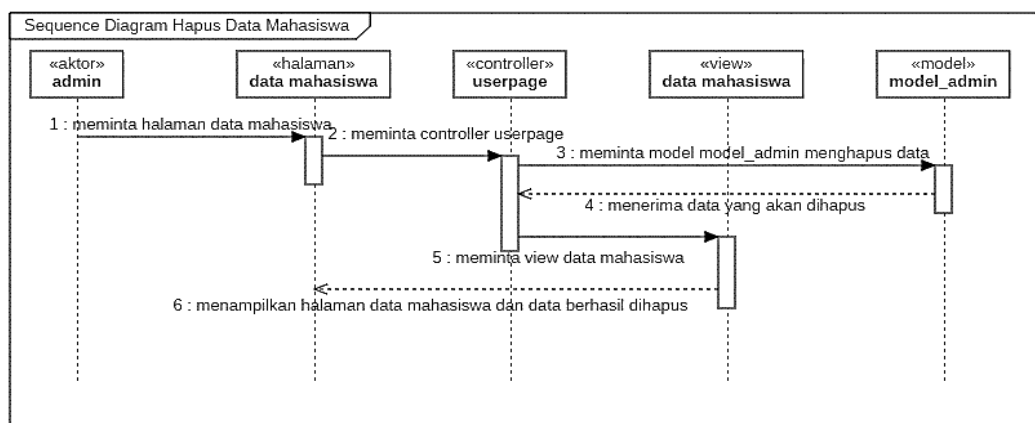 Sequence Diagram Hapus Data Mahasiswa
«aktor»
admin
«halaman»
data mahasiswa
«controller»
userpage
«view»
data mahasiswa
«model»
model_admin
1 : meminta halaman data mahasiswa
2 : meminta controller userpage
3 : meminta model model_admin menghapus data
4 : menerima data yang akan dihapus
5 : meminta view data mahasiswa
6 : menampilkan halaman data mahasiswa dan data berhasil dihapus